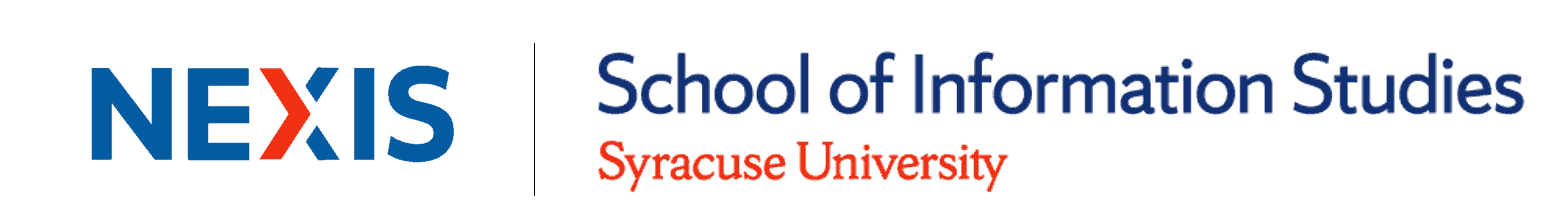 NEXIS
School of Information Studies
Syracuse University